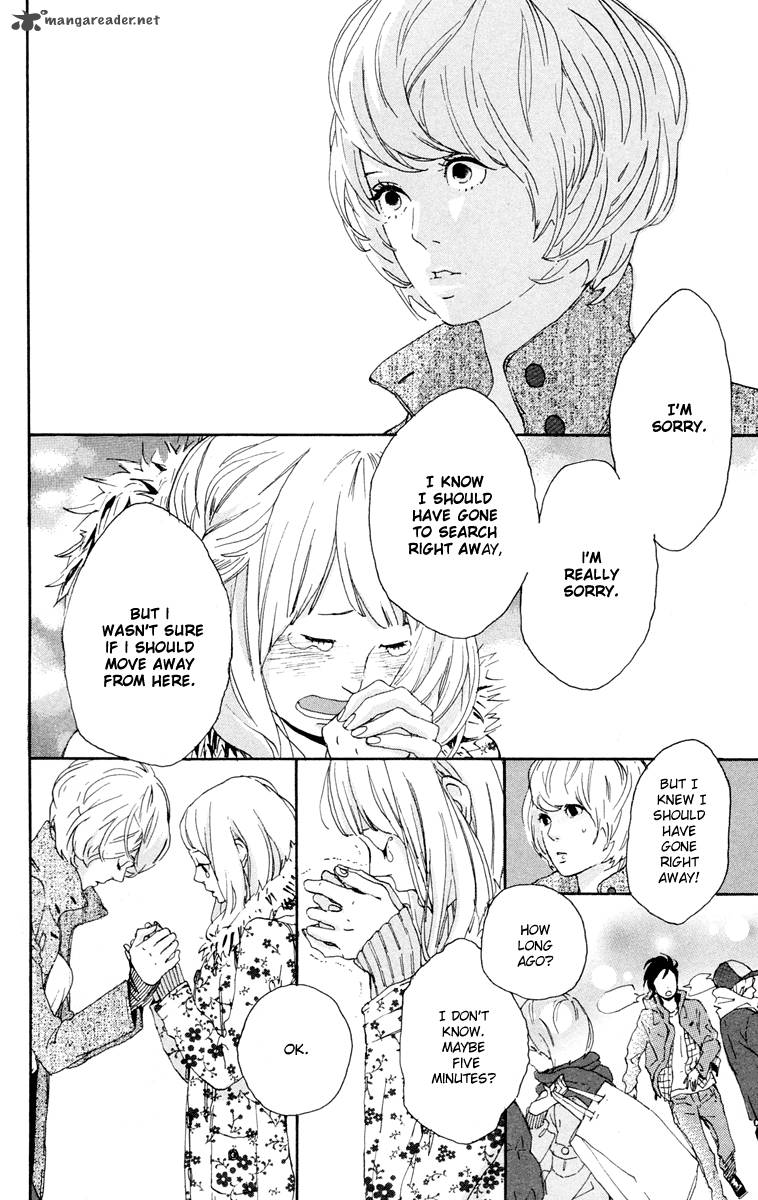 mangareader.net
I'M
SORRY.
I'M
REALLY
SORRY.
I KNOW
I SHOULD
HAVE GONE
TO SEARCH
RIGHT AWAY,
BUT I
WASN'T SURE
IF I SHOULD
MOVE AWAY
FROM HERE.
BUT I
KNEW I
SHOULD
HAVE
GONE
RIGHT
AWAY!
HOW
LONG
AGO?
I DON'T
KNOW.
MAYBE
FIVE
MINUTES?
OK.